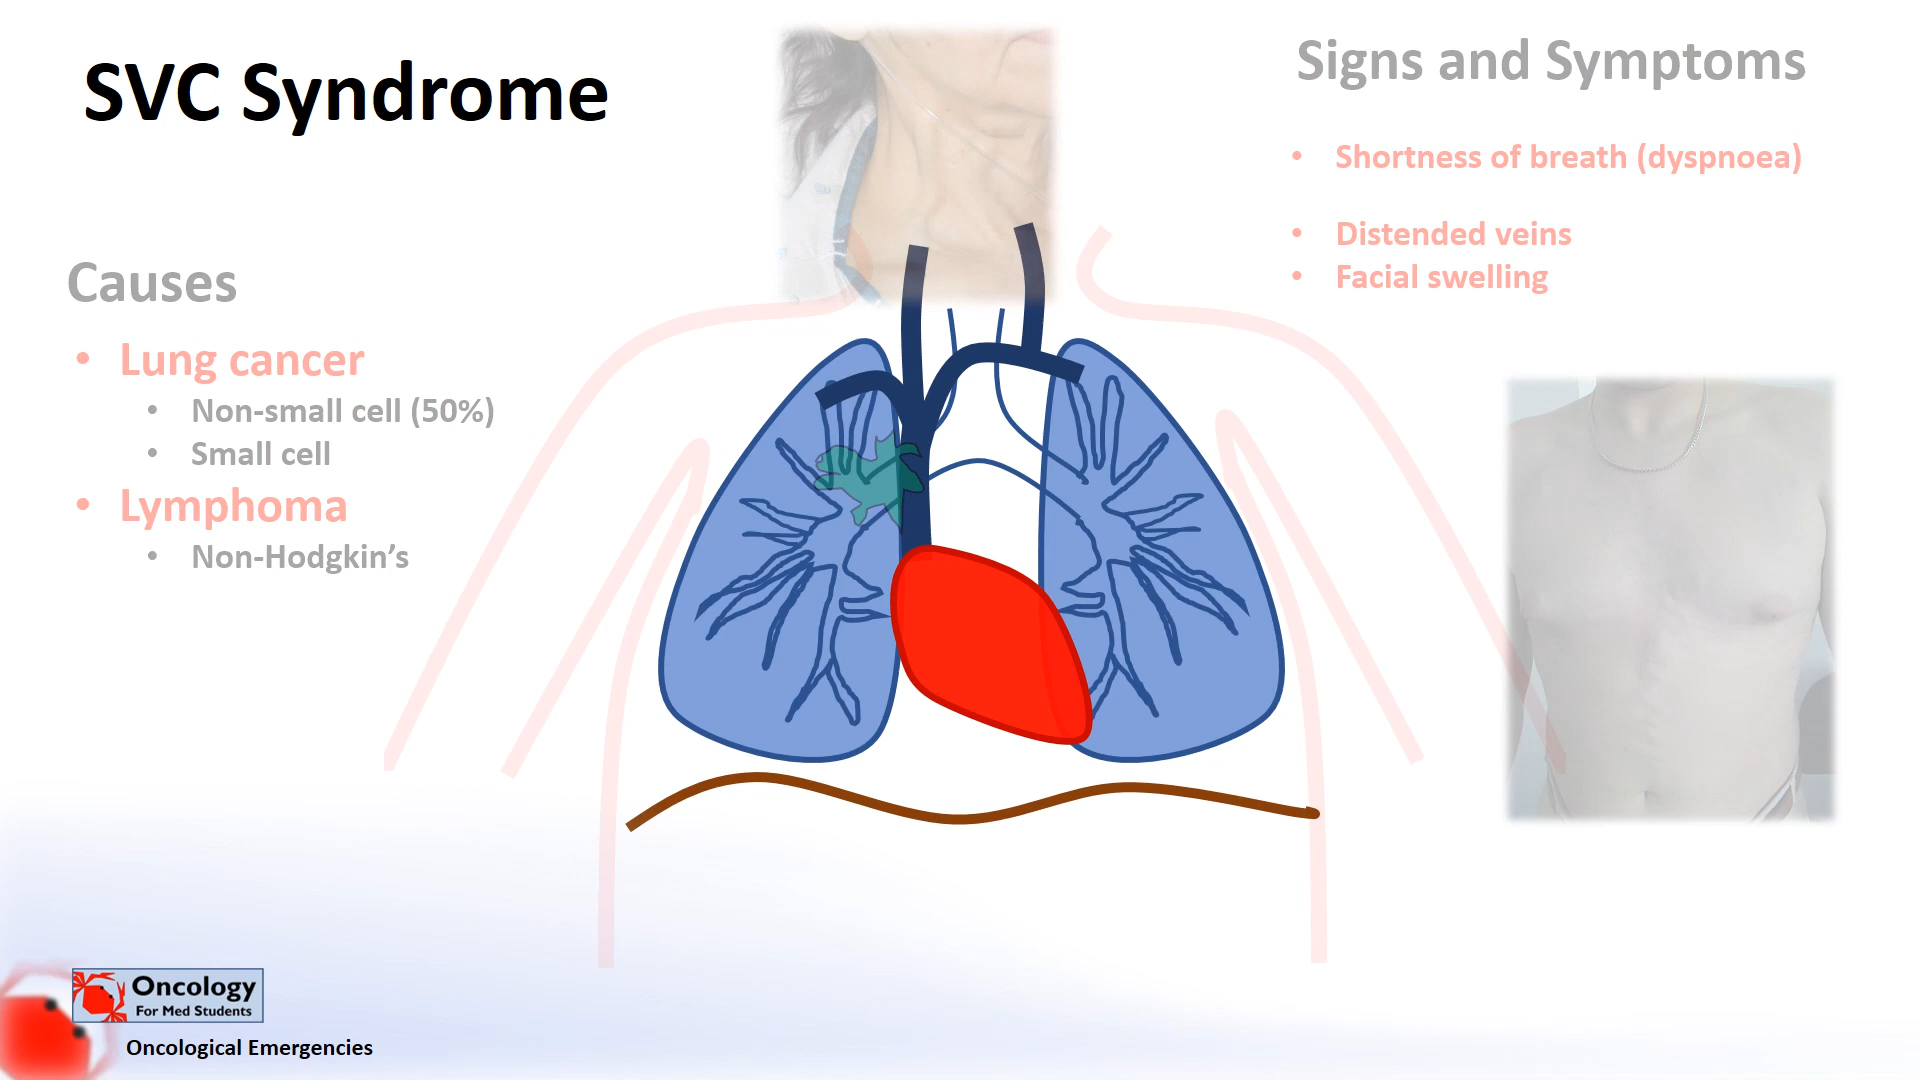 SVC Syndrome
Causes
• Lung cancer
• Non-small cell (50%)
• Small cell
• Lymphoma
• Non-Hodgkin’s
Signs and Symptoms
• Shortness of breath (dyspnoea)
• Distended veins
• Facial swelling
Oncology
For Med Students
Oncological Emergencies